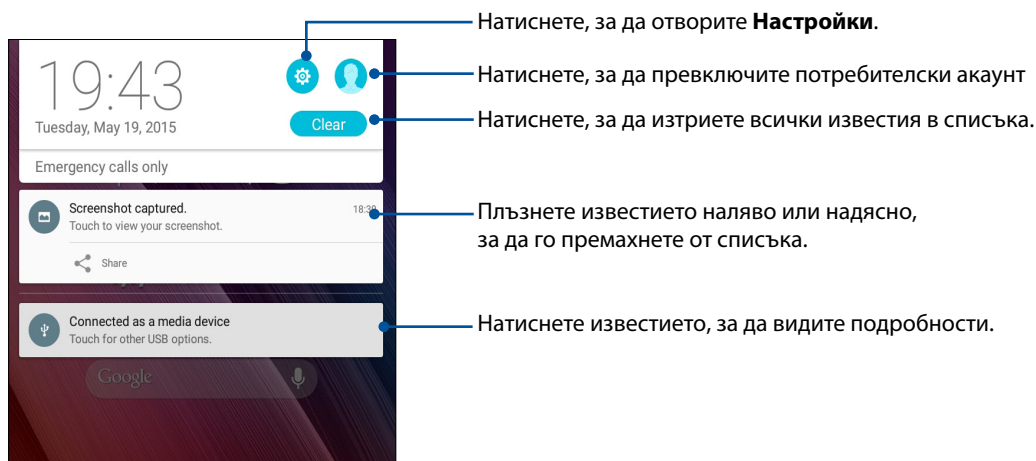 Натиснете, за да отворите Настройки.
19:43
Натиснете, за да превключите потребителски акаунт
Tuesday, May 19, 2015
Clear
Натиснете, за да изтриете всички известия в списъка.
Emergency calls only
Screenshot captured.
Touch to view your screenshot.
Share
Плъзнете известието наляво или надясно,
за да го премахнете от списъка.
Connected as a media device
Touch for other USB options.
Натиснете известието, за да видите подробности.
Google